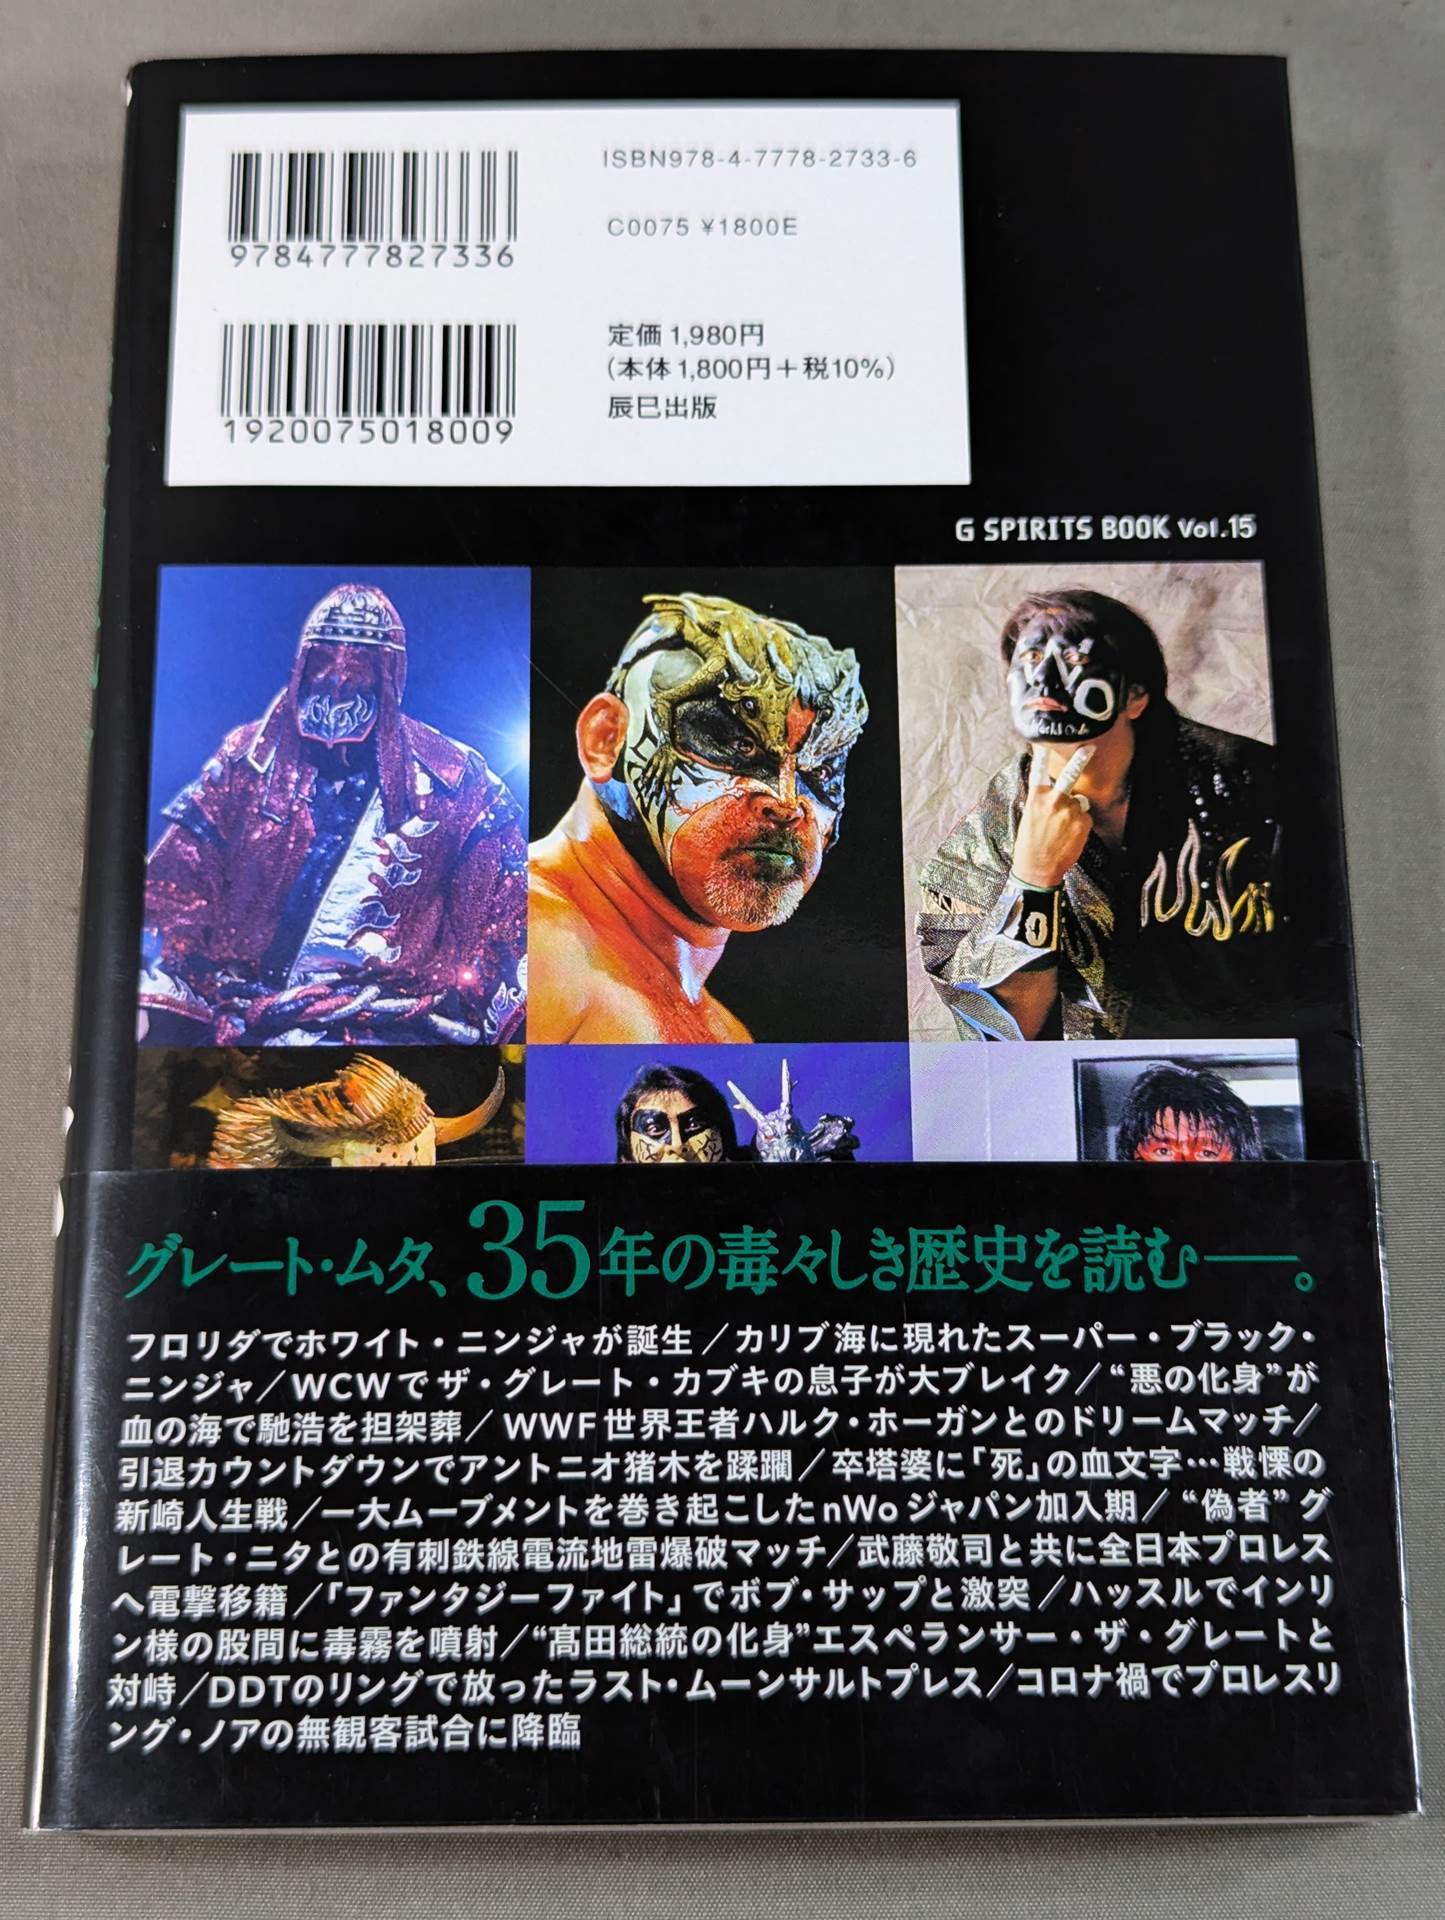 ISBN978-4-7778-2733-6
9784777827336
C0075 ¥1800E
定価1,980円
(本体1,800円＋税10%)
辰巳出版
1920075018009
G SPIRITS BOOK Vol.15
グレート・ムタ、35年の毒々しき歴史を読む――。
フロリダでホワイト・ニンジャが誕生／カリブ海に現れたスーパー・ブラック・
ニンジャ／WCWでザ・グレート・カブキの息子が大ブレイク／“悪の化身”が
血の海で馳浩を担架葬／WWF世界王者ハルク・ホーガンとのドリームマッチ／
引退カウントダウンでアントニオ猪木を蹂躙／卒塔婆に「死」の血文字…戦慄の
新崎人生戦／一大ムーブメントを巻き起こしたnWoジャパン加入期／“偽者”グ
レート・ニタとの有刺鉄線電流地雷爆破マッチ／武藤敬司と共に全日本プロレス
へ電撃移籍／「ファンタジーファイト」でボブ・サップと激突／ハッスルでインリ
ン様の股間に毒霧を噴射／“髙田総統の化身”エスペランサー・ザ・グレートと
対峙／DDTのリングで放ったラスト・ムーンサルトプレス／コロナ禍でプロレスリ
ング・ノアの無観客試合に降臨